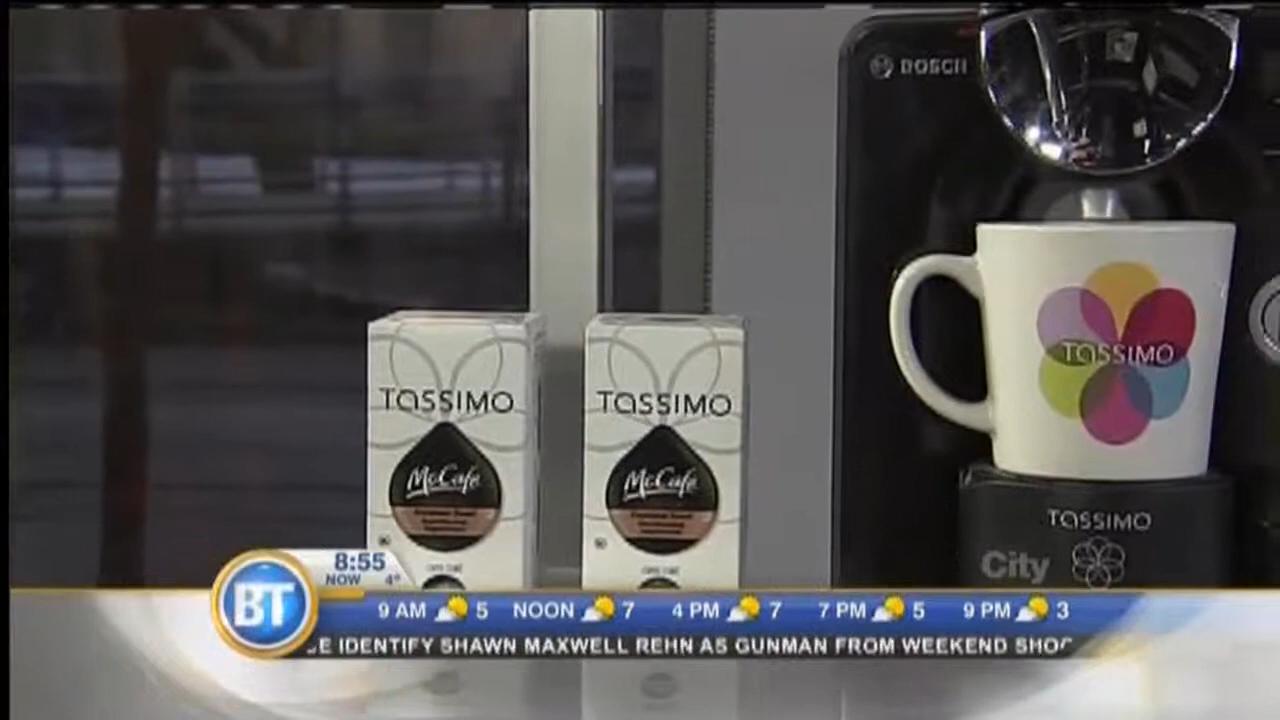 BOSCH
TASSIMO
TASSIMO
McCafé
TASSIMO
McCafé
TASSIMO
City
BT
8:55
NOW 4°
9 AM 5 NOON 7 4 PM 7 7 PM 5 9 PM 3
E IDENTIFY SHAWN MAXWELL REHN AS GUNMAN FROM WEEKEND SHO